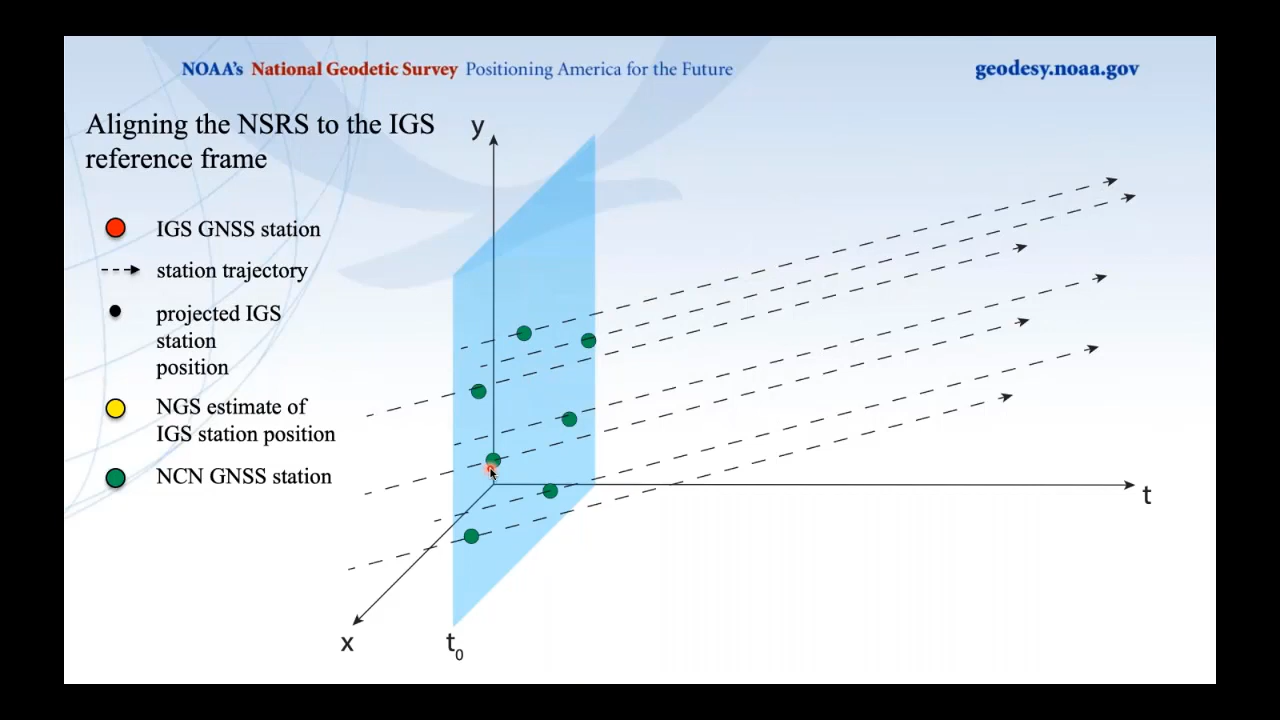 NOAA's National Geodetic Survey Positioning America for the Future
geodesy.noaa.gov
Aligning the NSRS to the IGS
reference frame
y
IGS GNSS station
station trajectory
projected IGS
station
position
NGS estimate of
IGS station position
NCN GNSS station
t
x
t0